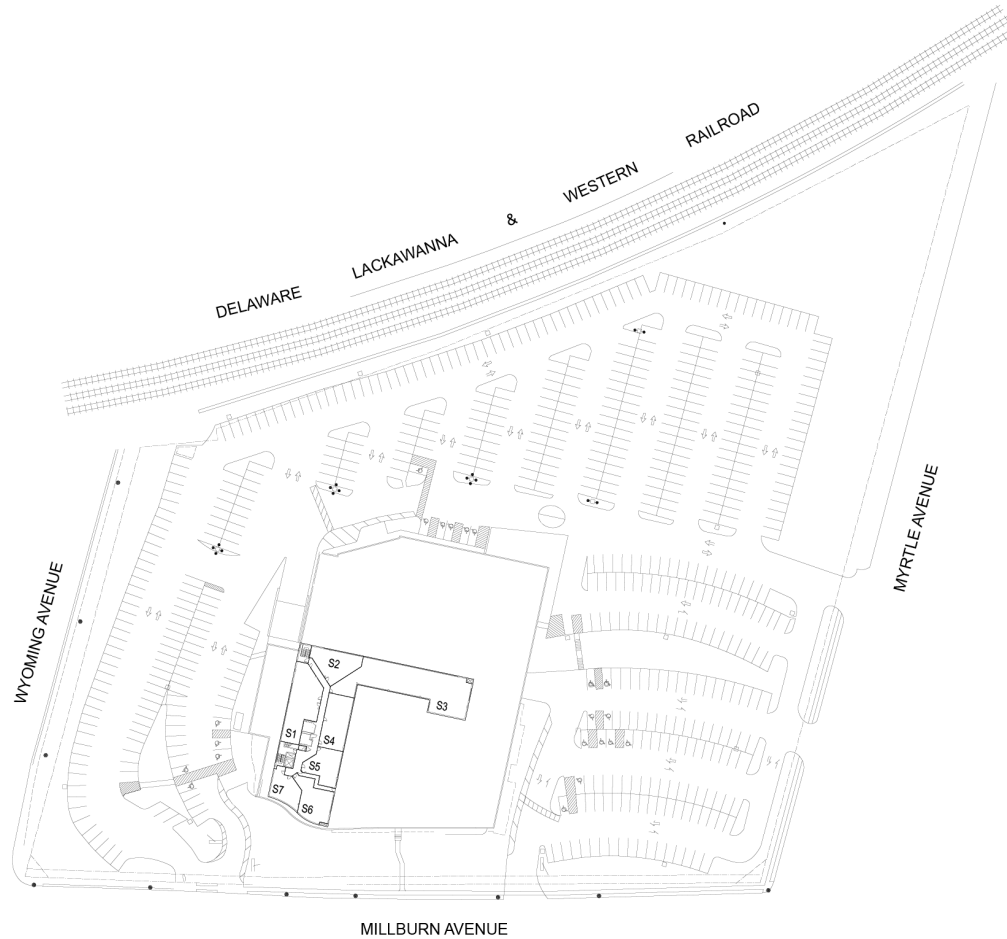 DELAWARE LACKAWANNA & WESTERN RAILROAD
WYOMING AVENUE
MYRTLE AVENUE
S2
S3
S1
S4
S5
S7
S6
MILLBURN AVENUE